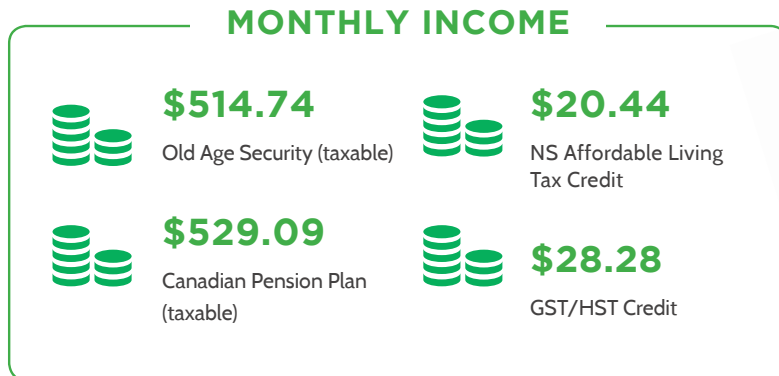 MONTHLY INCOME
$514.74
Old Age Security (taxable)
$529.09
Canadian Pension Plan
(taxable)
$20.44
NS Affordable Living
Tax Credit
$28.28
GST/HST Credit